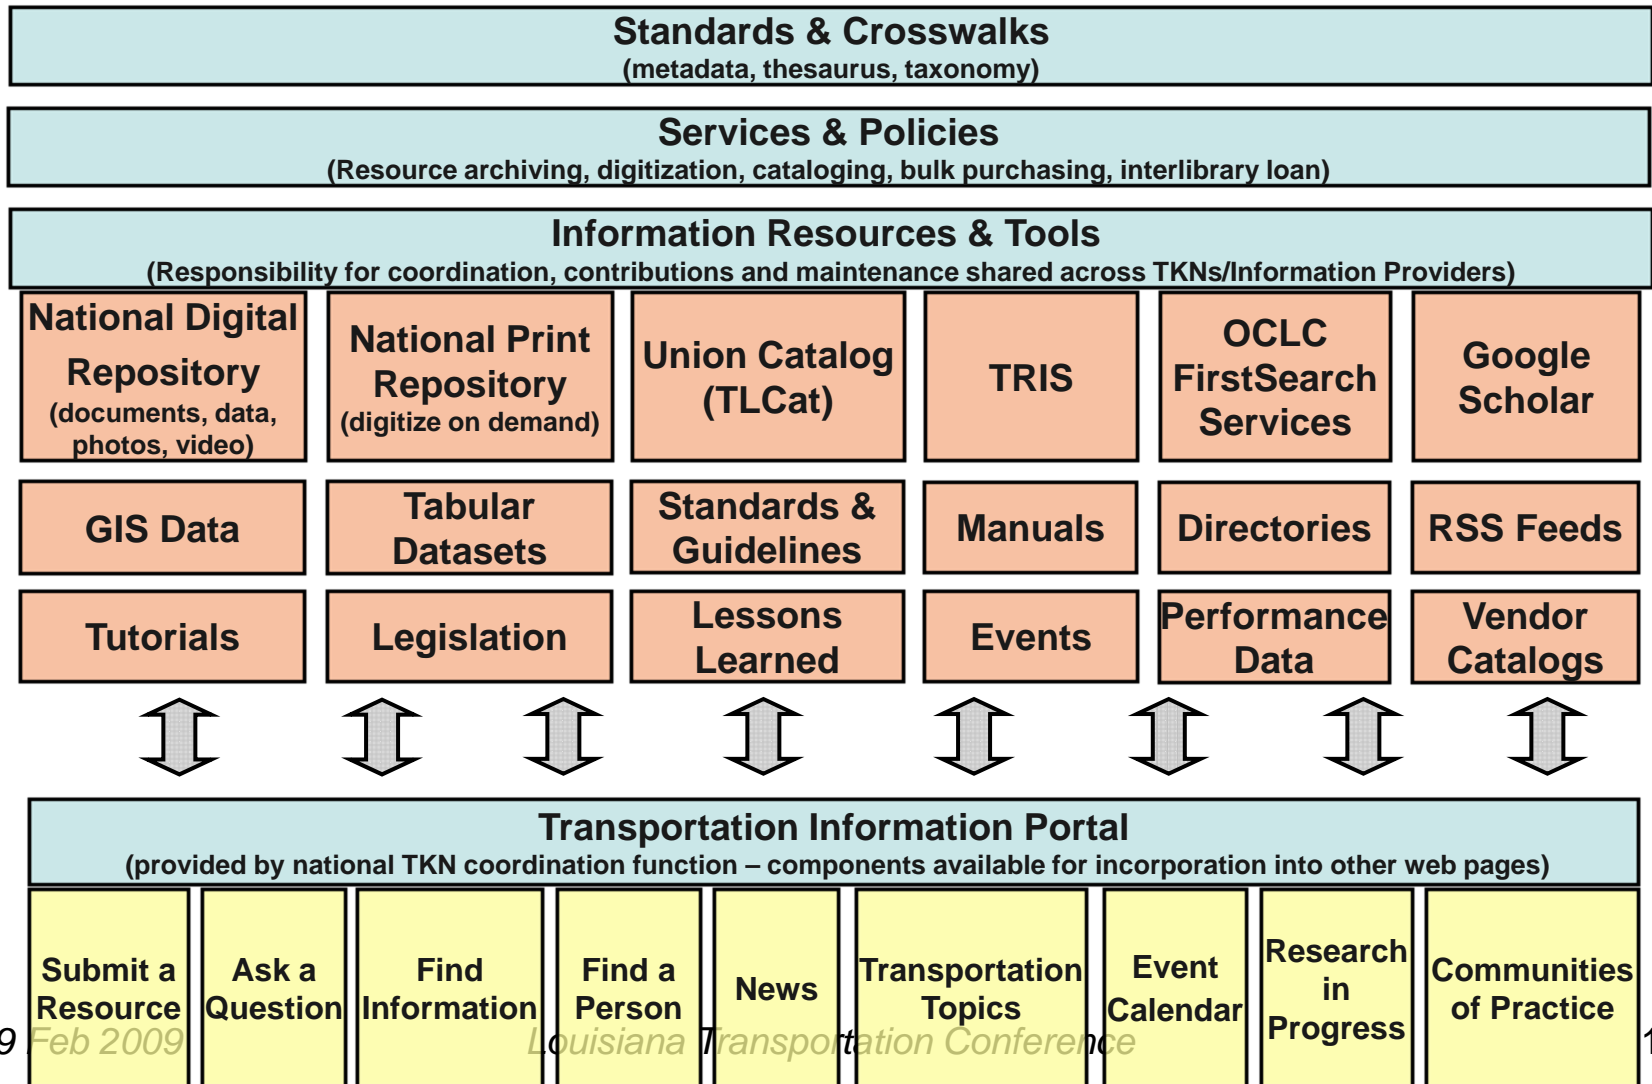 Standards & Crosswalks
(metadata, thesaurus, taxonomy)
Services & Policies
(Resource archiving, digitization, cataloging, bulk purchasing, interlibrary loan)
Information Resources & Tools
(Responsibility for coordination, contributions and maintenance shared across TKNs/Information Providers)
National Digital
Repository
(documents, data,
photos, video)
National Print
Repository
(digitize on demand)
Union Catalog
(TLCat)
TRIS
OCLC
FirstSearch
Services
Google
Scholar
GIS Data
Tabular
Datasets
Standards &
Guidelines
Manuals
Directories
RSS Feeds
Tutorials
Legislation
Lessons
Learned
Events
Performance
Data
Vendor
Catalogs
Transportation Information Portal
(provided by national TKN coordination function – components available for incorporation into other web pages)
Submit a
Resource
Ask a
Question
Find
Information
Find a
Person
News
Transportation
Topics
Event
Calendar
Research
in
Progress
Communities
of Practice
9 Feb 2009
Louisiana Transportation Conference
1